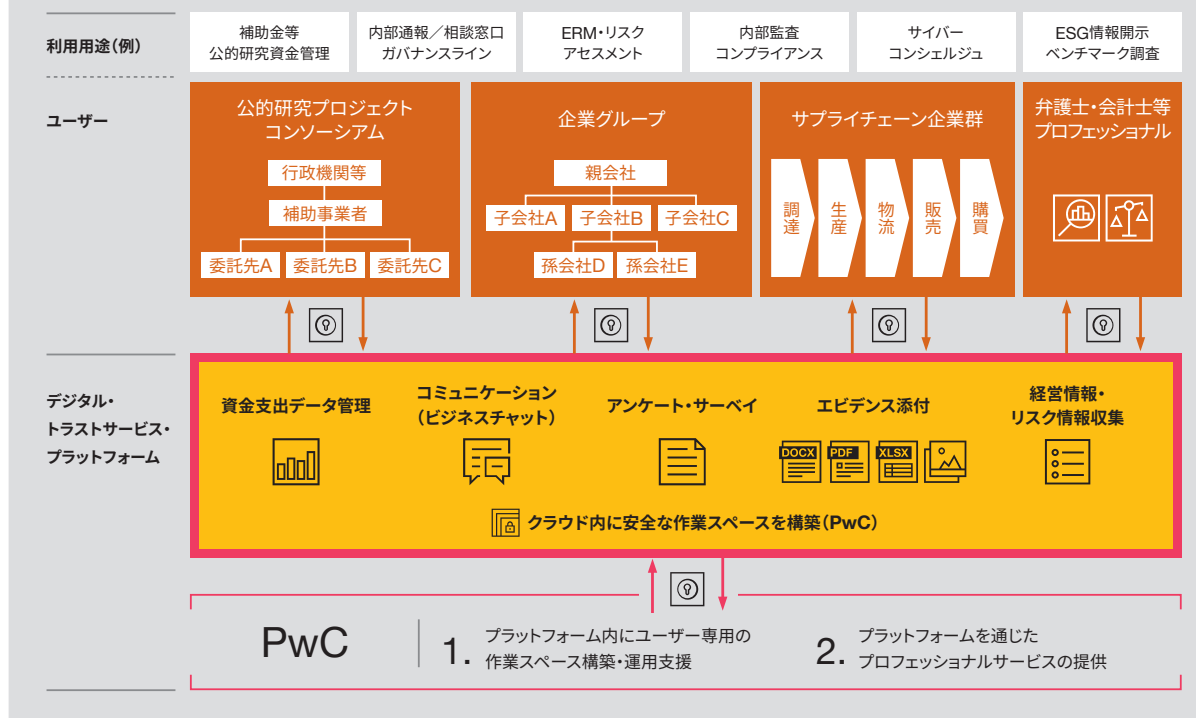 利用用途（例）
補助金等
公的研究資金管理
内部通報／相談窓口
ガバナンスライン
ERM・リスク
アセスメント
内部監査
コンプライアンス
サイバー
コンシェルジュ
ESG情報開示
ベンチマーク調査
ユーザー
公的研究プロジェクト
コンソーシアム
行政機関等
補助事業者
委託先A 委託先B 委託先C
企業グループ
親会社
子会社A 子会社B 子会社C
孫会社D 孫会社E
サプライチェーン企業群
調達
生産
物流
販売
購買
弁護士・会計士等
プロフェッショナル
デジタル・
トラストサービス・
プラットフォーム
資金支出データ管理
コミュニケーション
（ビジネスチャット）
アンケート・サーベイ
エビデンス添付
DOCX PDF XLSX
経営情報・
リスク情報収集
クラウド内に安全な作業スペースを構築（PwC）
PwC
1. プラットフォーム内にユーザー専用の
作業スペース構築・運用支援
2. プラットフォームを通じた
プロフェッショナルサービスの提供